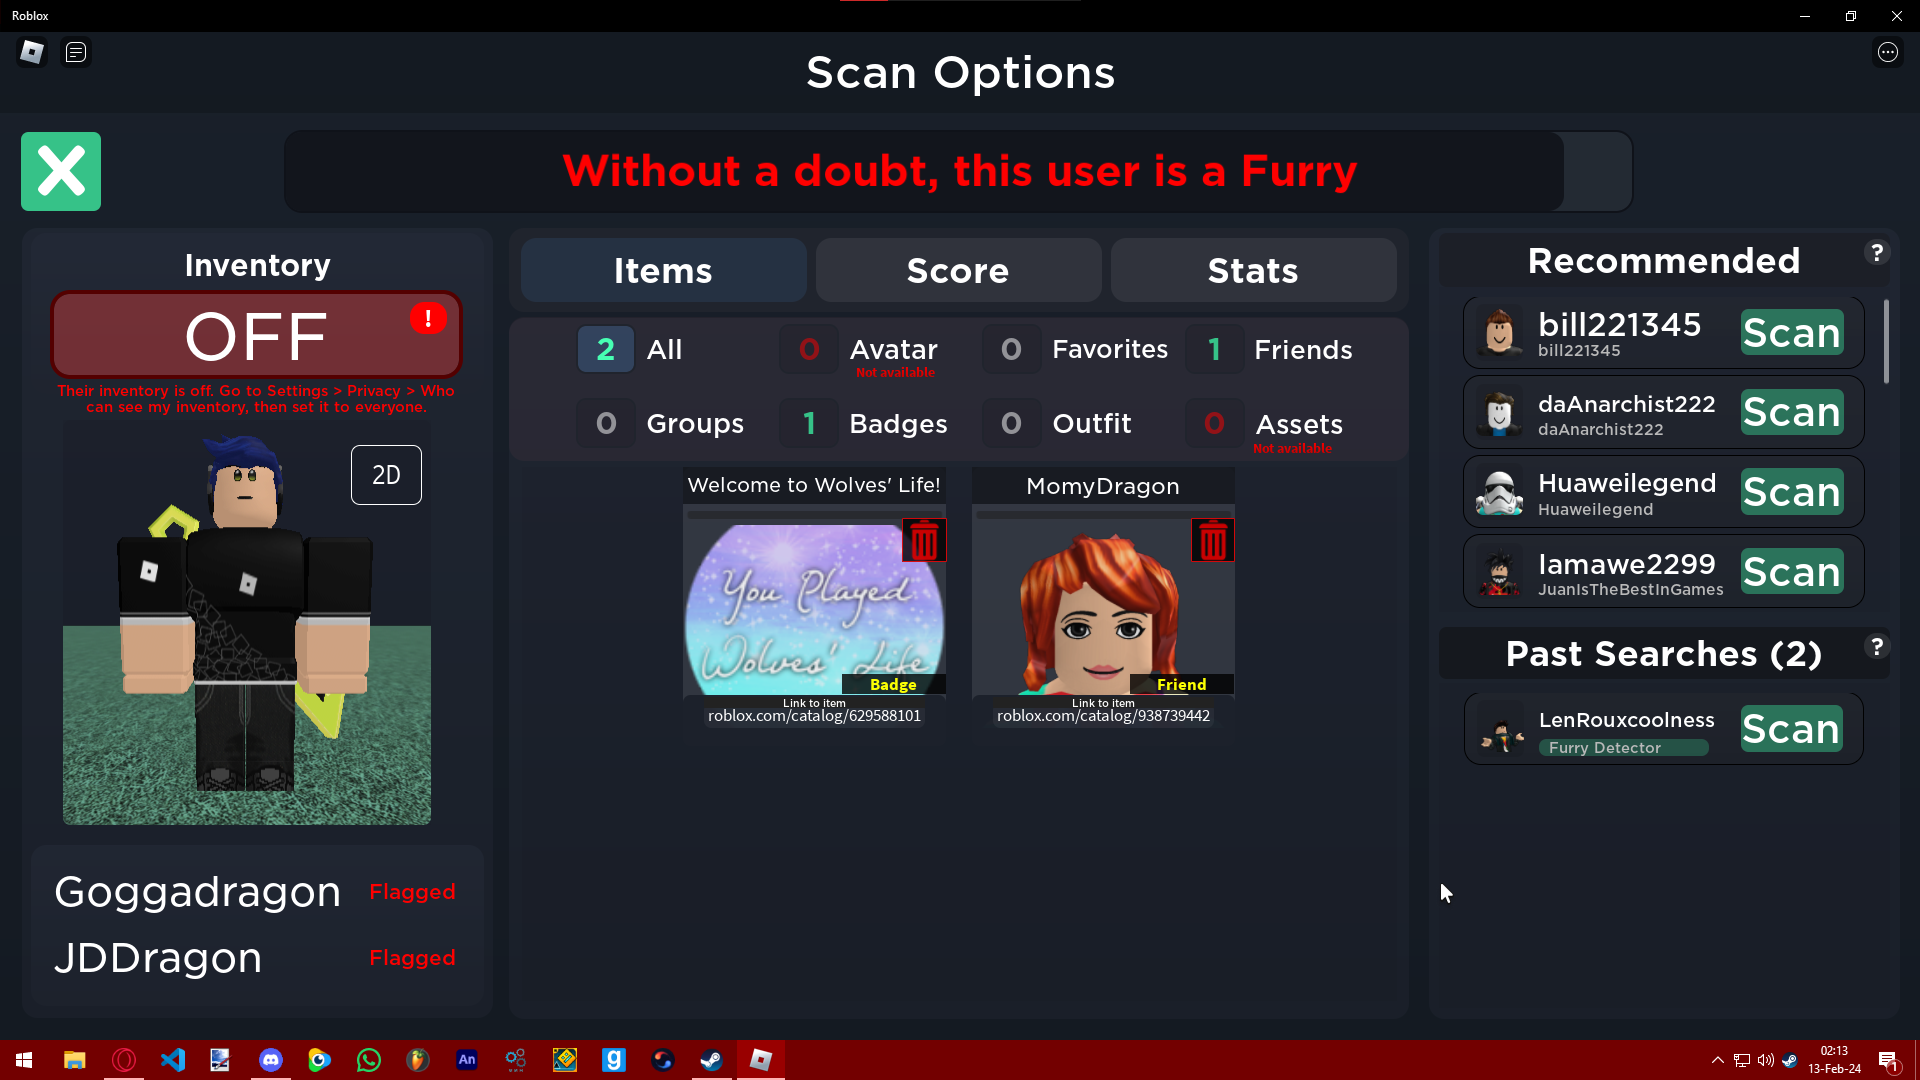 Roblox
Scan Options
Without a doubt, this user is a Furry
Inventory
OFF
!
Their inventory is off. Go to Settings > Privacy > Who
can see my inventory, then set it to everyone.
2D
Goggadragon Flagged
JDDragon Flagged
Items Score Stats
2 All 0 Avatar 0 Favorites 1 Friends
Not available
0 Groups 1 Badges 0 Outfit 0 Assets
Not available
Welcome to Wolves' Life!
You Played
Wolves' Life
Badge
Link to item
roblox.com/catalog/629588101
MomyDragon
Friend
Link to item
roblox.com/catalog/938739442
Recommended ?
bill221345
bill221345
Scan
daAnarchist222
daAnarchist222
Scan
Huaweilegend
Huaweilegend
Scan
lamawe2299
JuanIsTheBestInGames
Scan
Past Searches (2) ?
LenRouxcoolness
Furry Detector
Scan
An
g
02:13
13-Feb-24
1